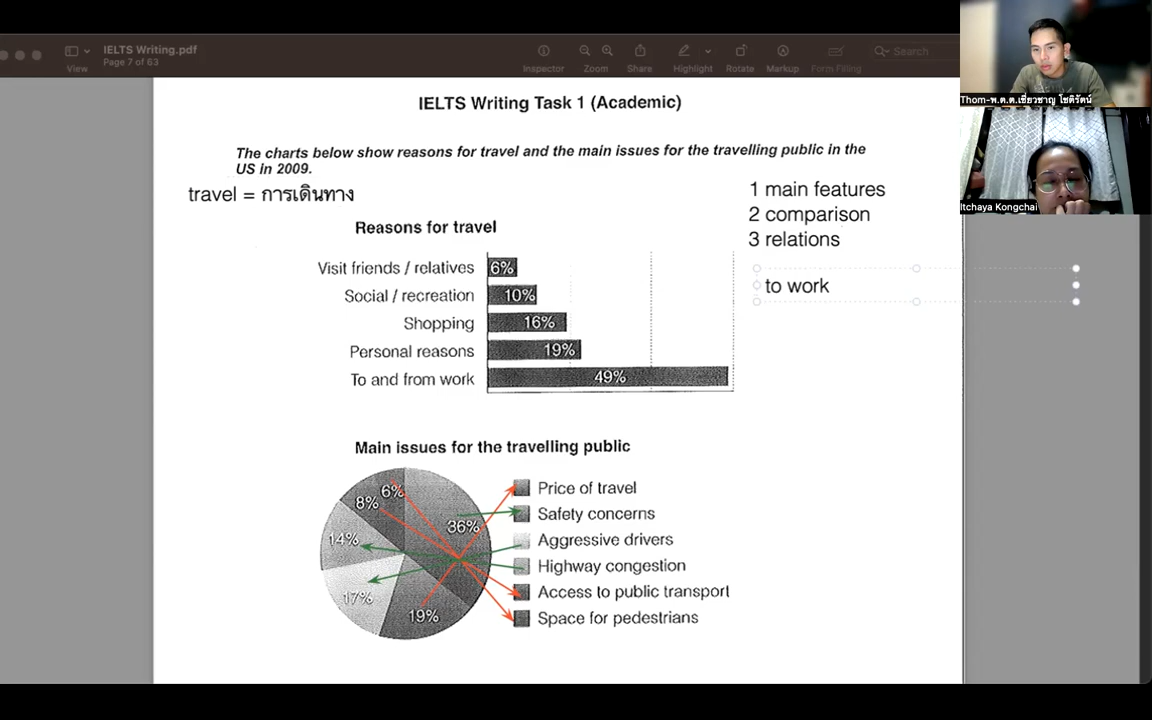 IELTS Writing.pdf
Page 7 of 63
View
Inspector
Zoom
Share
Highlight
Rotate
Markup
Form Filling
Search
Thom-พ.ต.ต.เชี่ยวชาญ โชติรัตน์
Itchaya Kongchai
IELTS Writing Task 1 (Academic)
The charts below show reasons for travel and the main issues for the travelling public in the
US in 2009.
travel = การเดินทาง
1 main features
2 comparison
3 relations
to work
Reasons for travel
Visit friends / relatives 6%
Social / recreation 10%
Shopping 16%
Personal reasons 19%
To and from work 49%
Main issues for the travelling public
6%
8%
36%
14%
17%
19%
Price of travel
Safety concerns
Aggressive drivers
Highway congestion
Access to public transport
Space for pedestrians